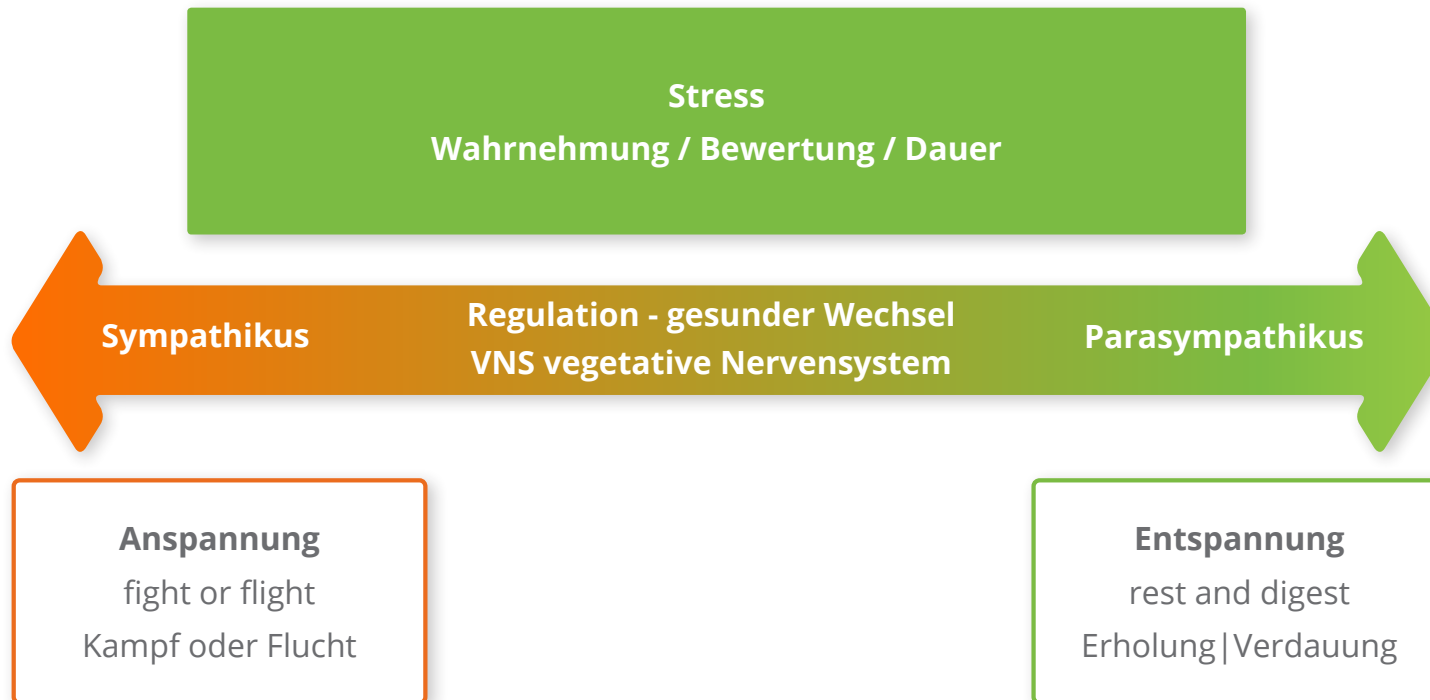 Stress
Wahrnehmung / Bewertung / Dauer
Sympathikus
Regulation - gesunder Wechsel
VNS vegetative Nervensystem
Parasympathikus
Anspannung
fight or flight
Kampf oder Flucht
Entspannung
rest and digest
Erholung|Verdauung